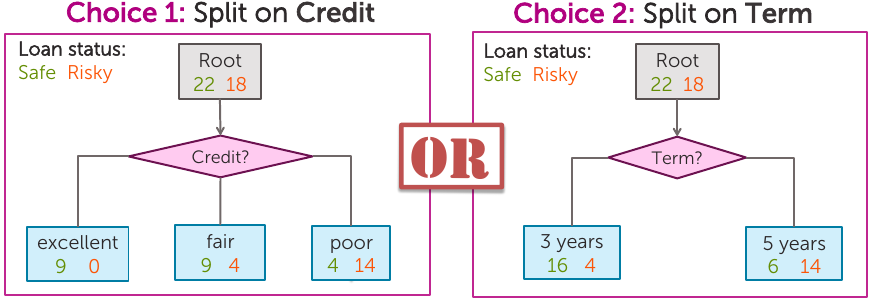 Choice 1: Split on Credit
Loan status:
Safe Risky
Root
22 18
Credit?
excellent
9 0
fair
9 4
poor
4 14
OR
Choice 2: Split on Term
Loan status:
Safe Risky
Root
22 18
Term?
3 years
16 4
5 years
6 14